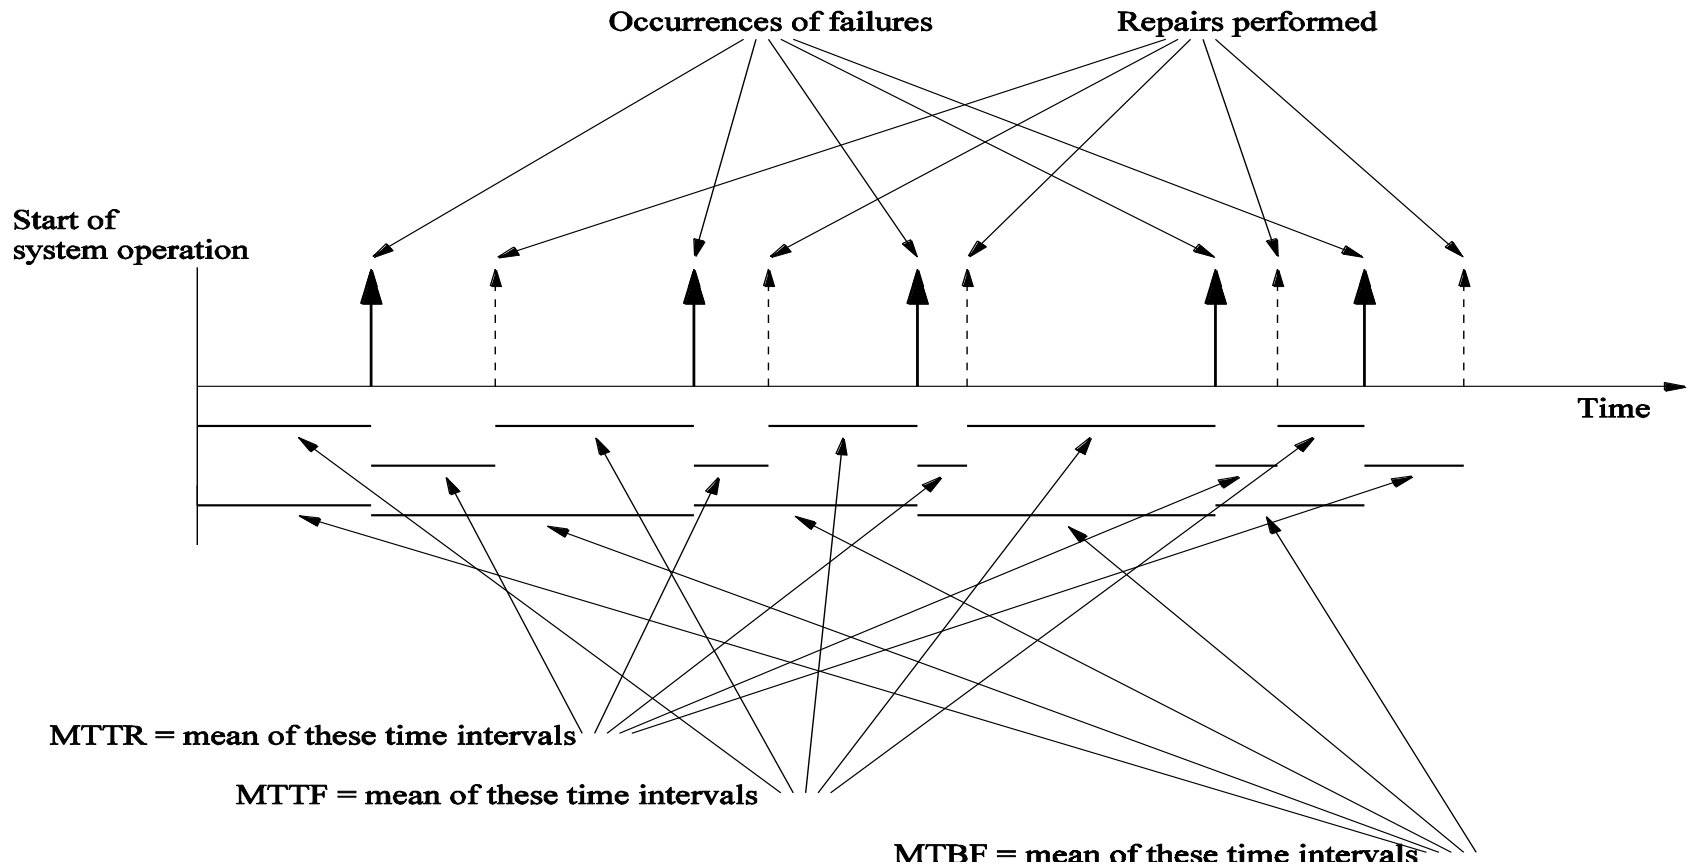 Occurrences of failures
Repairs performed
Start of
system operation
Time
MTTR = mean of these time intervals
MTTF = mean of these time intervals
MTBF = mean of these time intervals